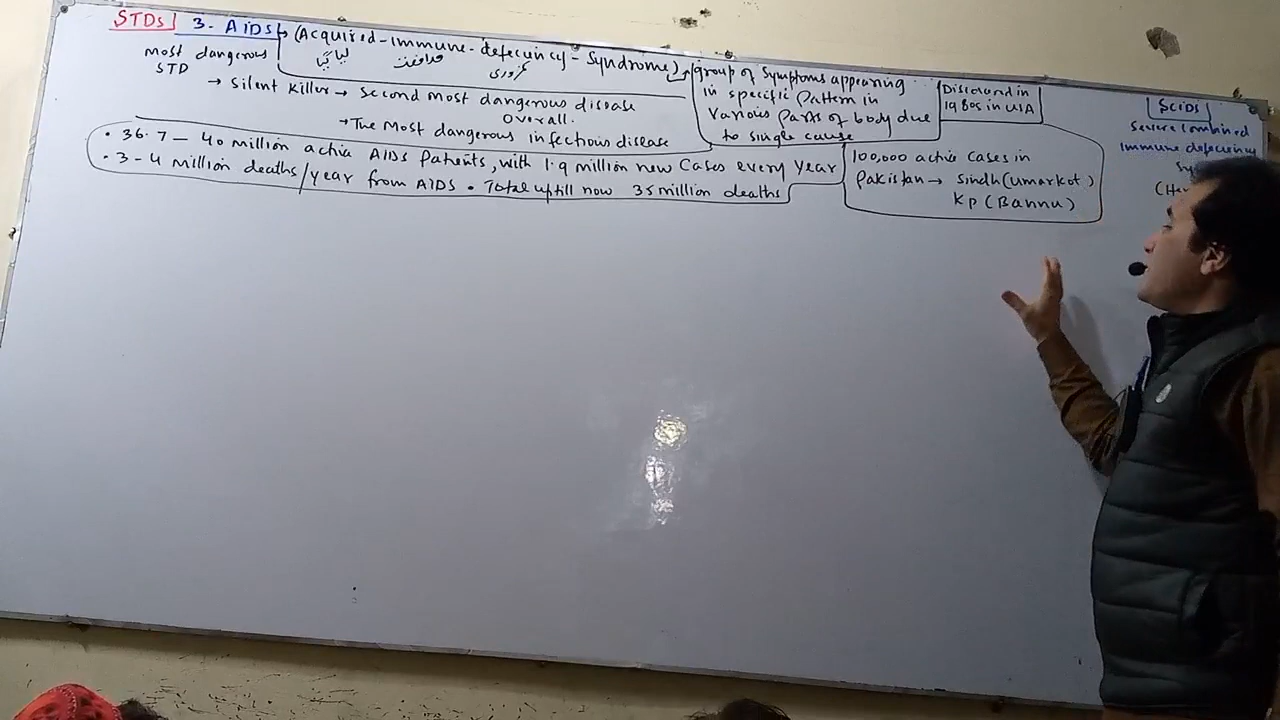 STDs 3. AIDS → (Acquired-immune-defecuincy-Syndrome)
لیا گیا مدافعت کمزوری
Most dangerous STD
→ Silent Killer → Second most dangerous disease overall.
→ The Most dangerous infectious disease
(group of Symptoms appearing
in specific Pattern in
Various Parts of body due
to single cause
Discovered in
1980s in USA
• 36.7 – 40 million active AIDS Patients, with 1.9 million new Cases every Year
• 3-4 million deaths/year from AIDS • Total uptill now 35 million deaths
100,000 active cases in
Pakistan → Sindh (Umarkot)
KP (Bannu)
SCIDS
Severe Combined
Immune defecuincy
Sy
(He